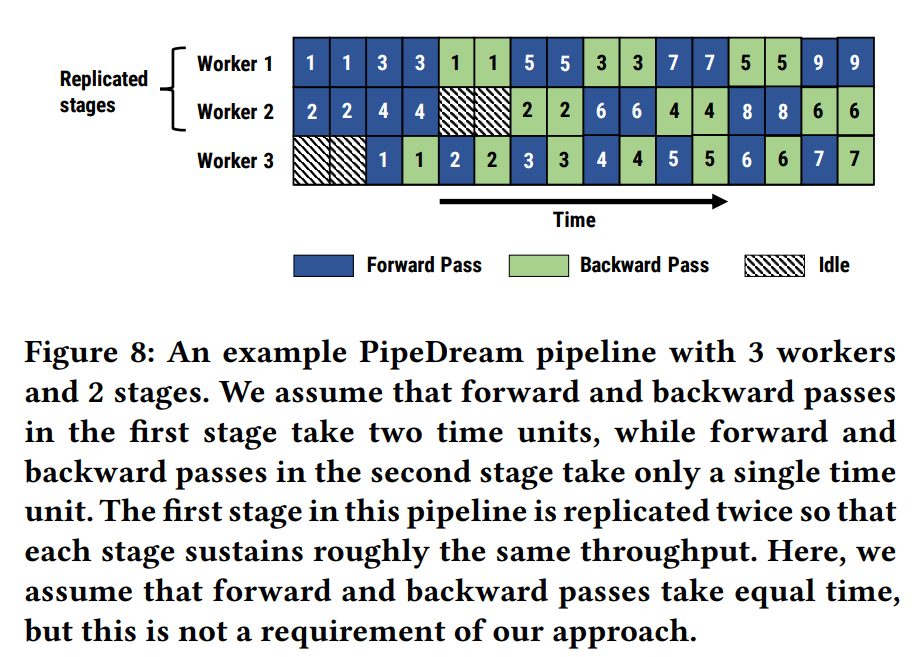 Replicated
stages
Worker 1 1 1 3 3 1 1 5 5 3 3 7 7 5 5 9 9
Worker 2 2 2 4 4 2 2 6 6 4 4 8 8 6 6
Worker 3 1 1 2 2 3 3 4 4 5 5 6 6 7 7
Time
Forward Pass Backward Pass Idle
Figure 8: An example PipeDream pipeline with 3 workers
and 2 stages. We assume that forward and backward passes
in the first stage take two time units, while forward and
backward passes in the second stage take only a single time
unit. The first stage in this pipeline is replicated twice so that
each stage sustains roughly the same throughput. Here, we
assume that forward and backward passes take equal time,
but this is not a requirement of our approach.